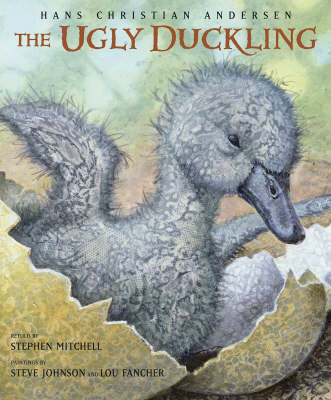 HANS CHRISTIAN ANDERSEN
THE UGLY DUCKLING
RETOLD BY
STEPHEN MITCHELL
PAINTINGS BY
STEVE JOHNSON AND LOU FANCHER